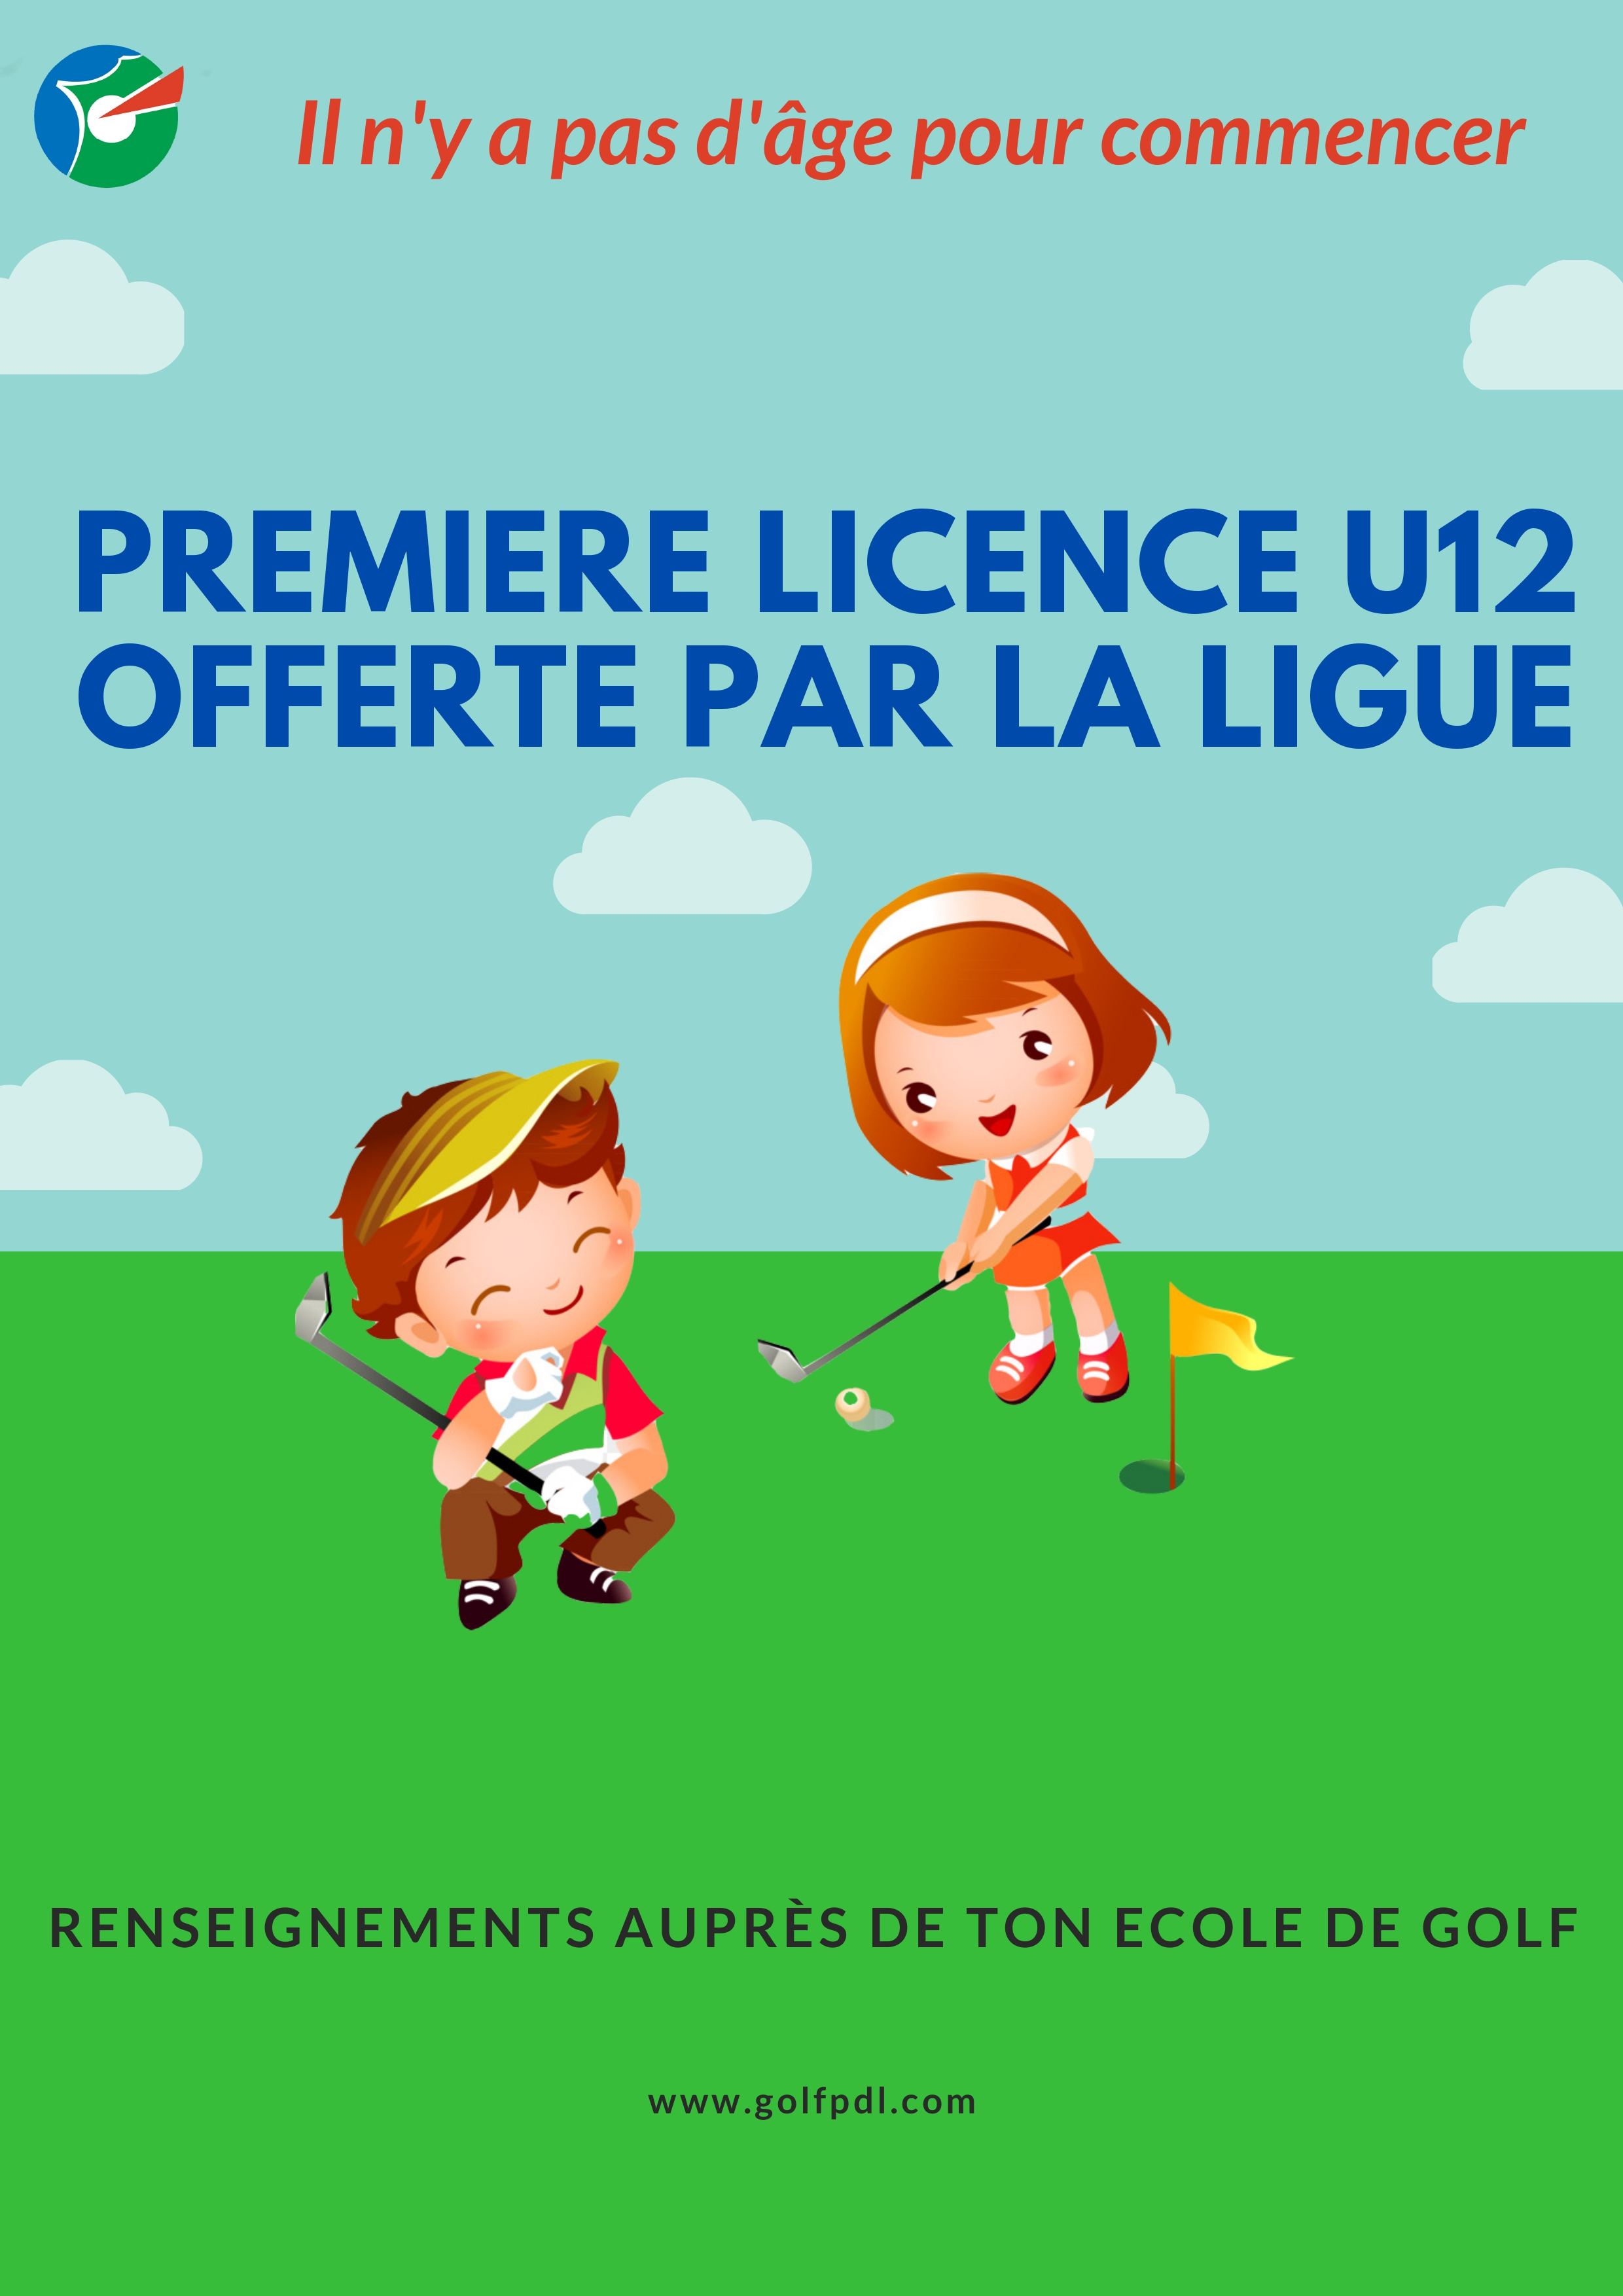 Il n'y a pas d'âge pour commencer
PREMIERE LICENCE U12
OFFERTE PAR LA LIGUE
RENSEIGNEMENTS AUPRÈS DE TON ECOLE DE GOLF
www.golfpdl.com